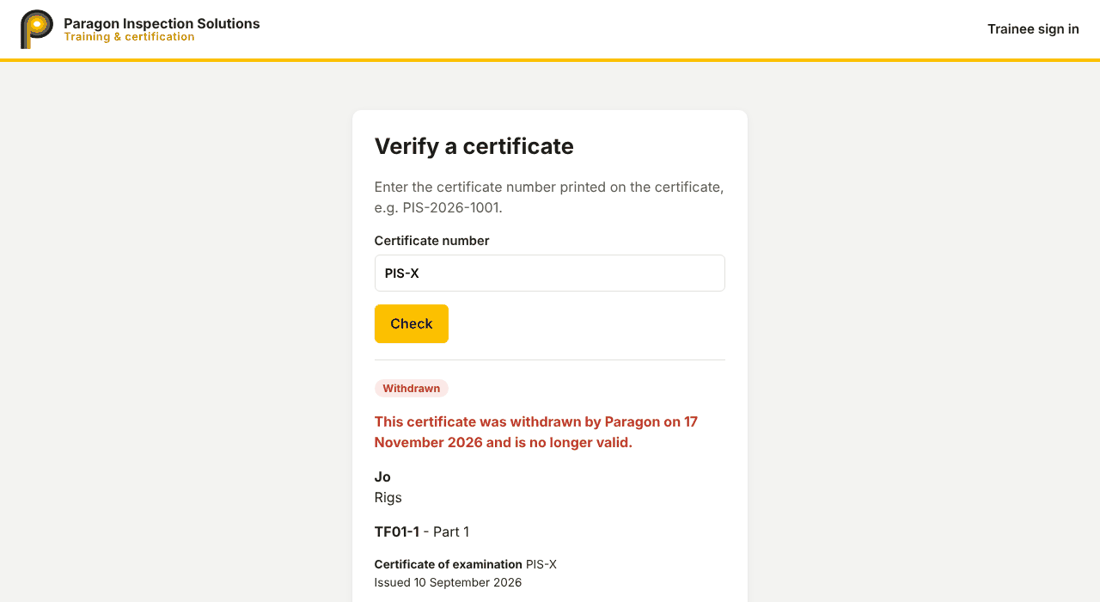 Paragon Inspection Solutions
Training & certification
Trainee sign in
Verify a certificate
Enter the certificate number printed on the certificate,
e.g. PIS-2026-1001.
Certificate number
PIS-X
Check
Withdrawn
This certificate was withdrawn by Paragon on 17
November 2026 and is no longer valid.
Jo
Rigs
TF01-1 - Part 1
Certificate of examination PIS-X
Issued 10 September 2026